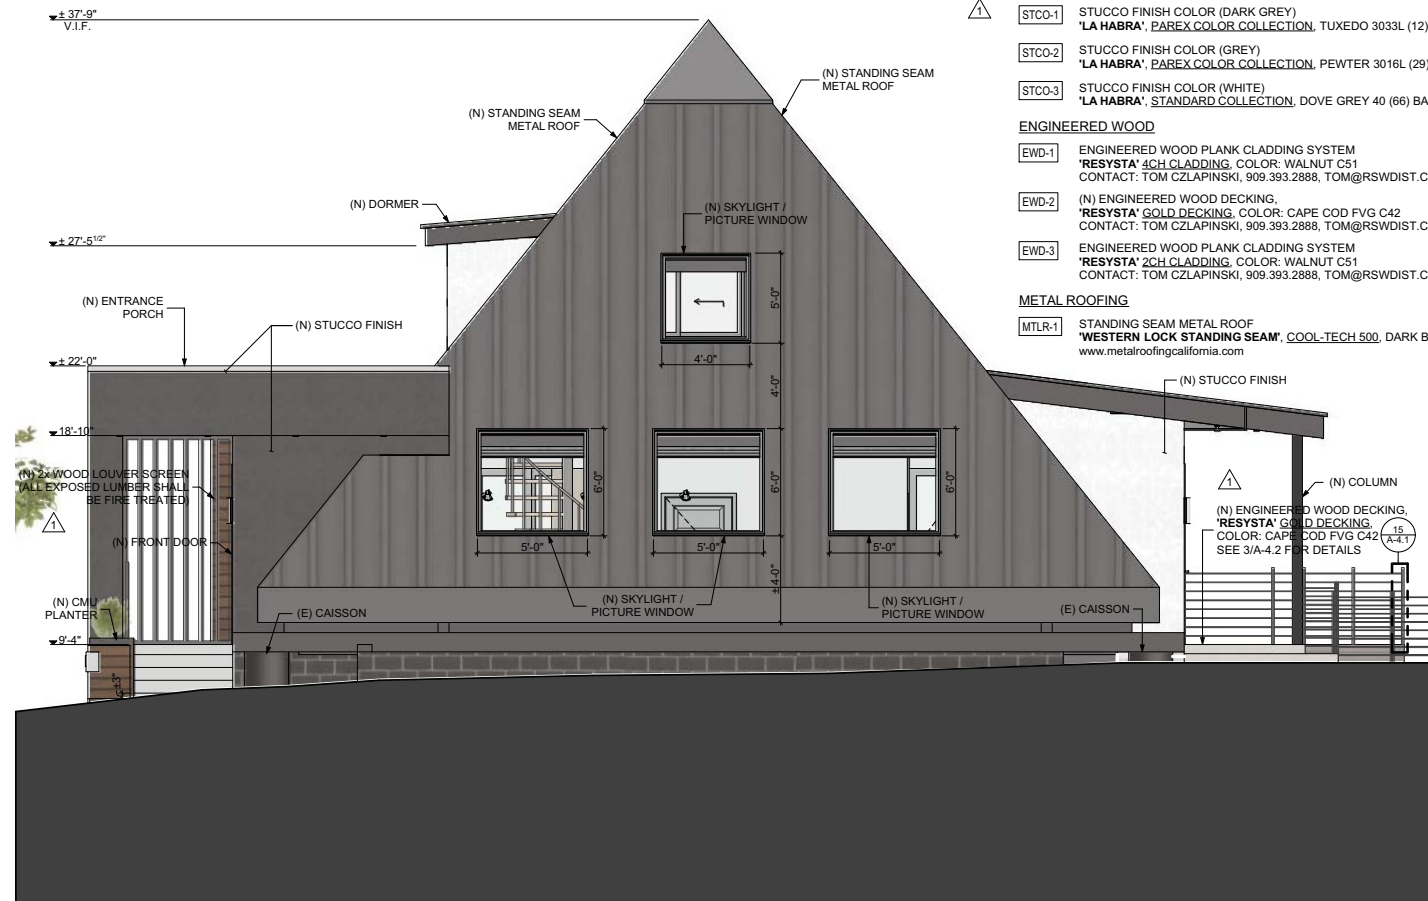 ± 37'-9"
V.I.F.
1
STCO-1 STUCCO FINISH COLOR (DARK GREY)
'LA HABRA', PAREX COLOR COLLECTION, TUXEDO 3033L (12)
STCO-2 STUCCO FINISH COLOR (GREY)
'LA HABRA', PAREX COLOR COLLECTION, PEWTER 3016L (29)
STCO-3 STUCCO FINISH COLOR (WHITE)
'LA HABRA', STANDARD COLLECTION, DOVE GREY 40 (66) BA
ENGINEERED WOOD
EWD-1 ENGINEERED WOOD PLANK CLADDING SYSTEM
'RESYSTA' 4CH CLADDING, COLOR: WALNUT C51
CONTACT: TOM CZLAPINSKI, 909.393.2888, TOM@RSWDIST.C
EWD-2 (N) ENGINEERED WOOD DECKING,
'RESYSTA' GOLD DECKING, COLOR: CAPE COD FVG C42
CONTACT: TOM CZLAPINSKI, 909.393.2888, TOM@RSWDIST.C
EWD-3 ENGINEERED WOOD PLANK CLADDING SYSTEM
'RESYSTA' 2CH CLADDING, COLOR: WALNUT C51
CONTACT: TOM CZLAPINSKI, 909.393.2888, TOM@RSWDIST.C
METAL ROOFING
MTLR-1 STANDING SEAM METAL ROOF
'WESTERN LOCK STANDING SEAM', COOL-TECH 500, DARK B
www.metalroofingcalifornia.com
(N) STANDING SEAM
METAL ROOF
(N) STANDING SEAM
METAL ROOF
(N) DORMER
(N) SKYLIGHT /
PICTURE WINDOW
± 27'-5 1/2"
(N) ENTRANCE
PORCH
(N) STUCCO FINISH
5'-0"
4'-0"
± 22'-0"
4'-0"
(N) STUCCO FINISH
18'-10"
(N) 2x WOOD LOUVER SCREEN
(ALL EXPOSED LUMBER SHALL
BE FIRE TREATED)
1
6'-0"
6'-0"
6'-0"
1
(N) COLUMN
(N) ENGINEERED WOOD DECKING,
'RESYSTA' GOLD DECKING,
COLOR: CAPE COD FVG C42
SEE 3/A-4.2 FOR DETAILS
15
A-4.1
(N) FRONT DOOR
5'-0"
5'-0"
5'-0"
±4'-0"
(N) CMU
PLANTER
(E) CAISSON
(N) SKYLIGHT /
PICTURE WINDOW
(N) SKYLIGHT /
PICTURE WINDOW
(E) CAISSON
9'-4"
±3"